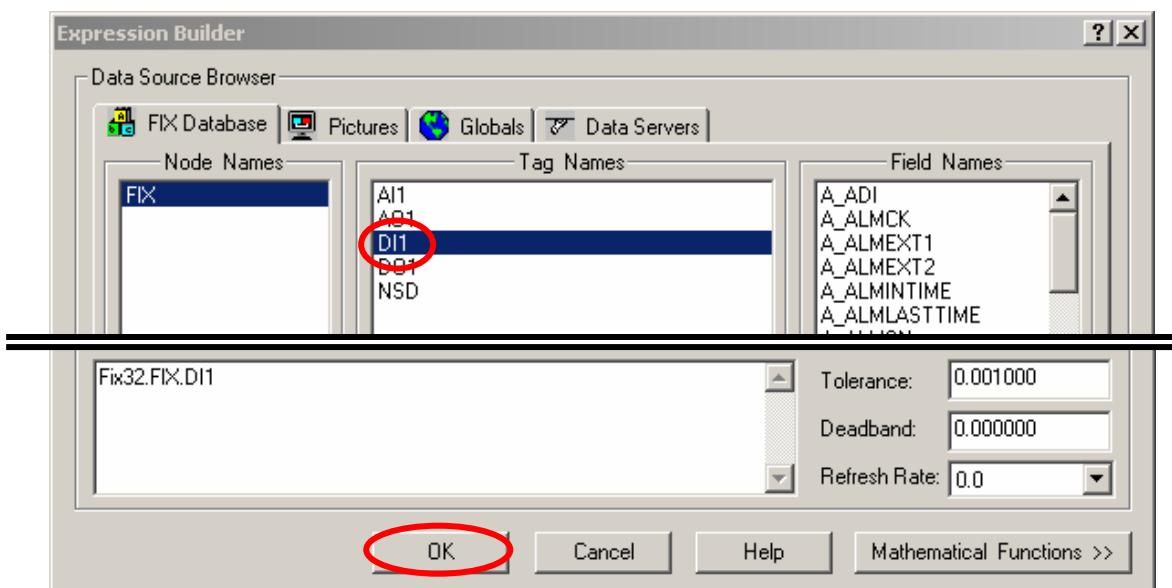 Expression Builder
Data Source Browser
FIX Database Pictures Globals Data Servers
Node Names
FIX
Tag Names
AI1
AO1
DI1
DO1
NSD
Field Names
A_ADI
A_ALMCK
A_ALMEXT1
A_ALMEXT2
A_ALMINTIME
A_ALMLASTTIME
Fix32.FIX.DI1
Tolerance: 0.001000
Deadband: 0.000000
Refresh Rate: 0.0
OK Cancel Help Mathematical Functions >>